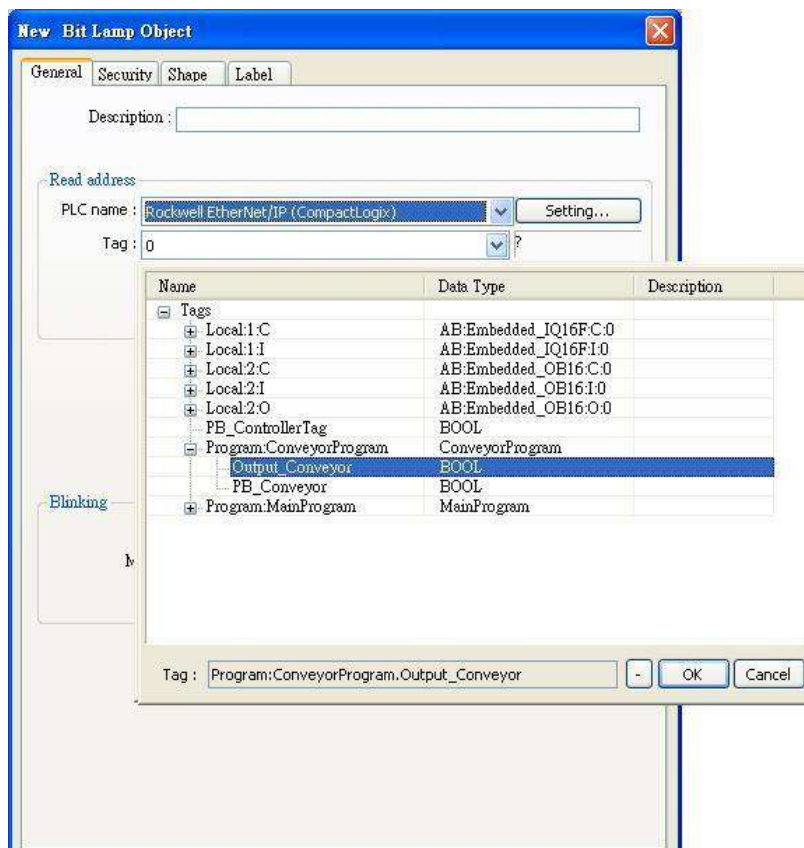 New Bit Lamp Object
General Security Shape Label
Description :
Read address
PLC name : Rockwell EtherNet/IP (CompactLogix) Setting...
Tag : 0 ?
Name Data Type Description
Tags
Local:1:C AB:Embedded_IQ16F:C:0
Local:1:I AB:Embedded_IQ16F:I:0
Local:2:C AB:Embedded_OB16:C:0
Local:2:I AB:Embedded_OB16:I:0
Local:2:O AB:Embedded_OB16:O:0
PB_ControllerTag BOOL
Program:ConveyorProgram ConveyorProgram
Output_Conveyor BOOL
PB_Conveyor BOOL
Blinking
Program:MainProgram MainProgram
Tag : Program:ConveyorProgram.Output_Conveyor - OK Cancel